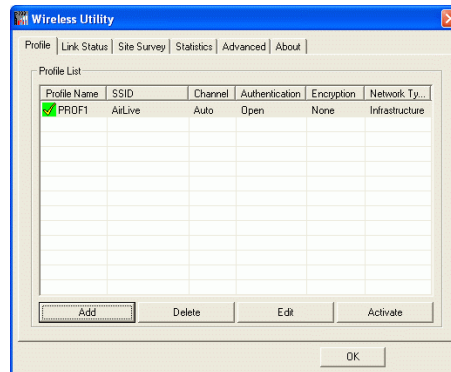 Wireless Utility
Profile Link Status Site Survey Statistics Advanced About
Profile List
Profile Name SSID Channel Authentication Encryption Network Ty...
PROF1 AirLive Auto Open None Infrastructure
Add Delete Edit Activate
OK